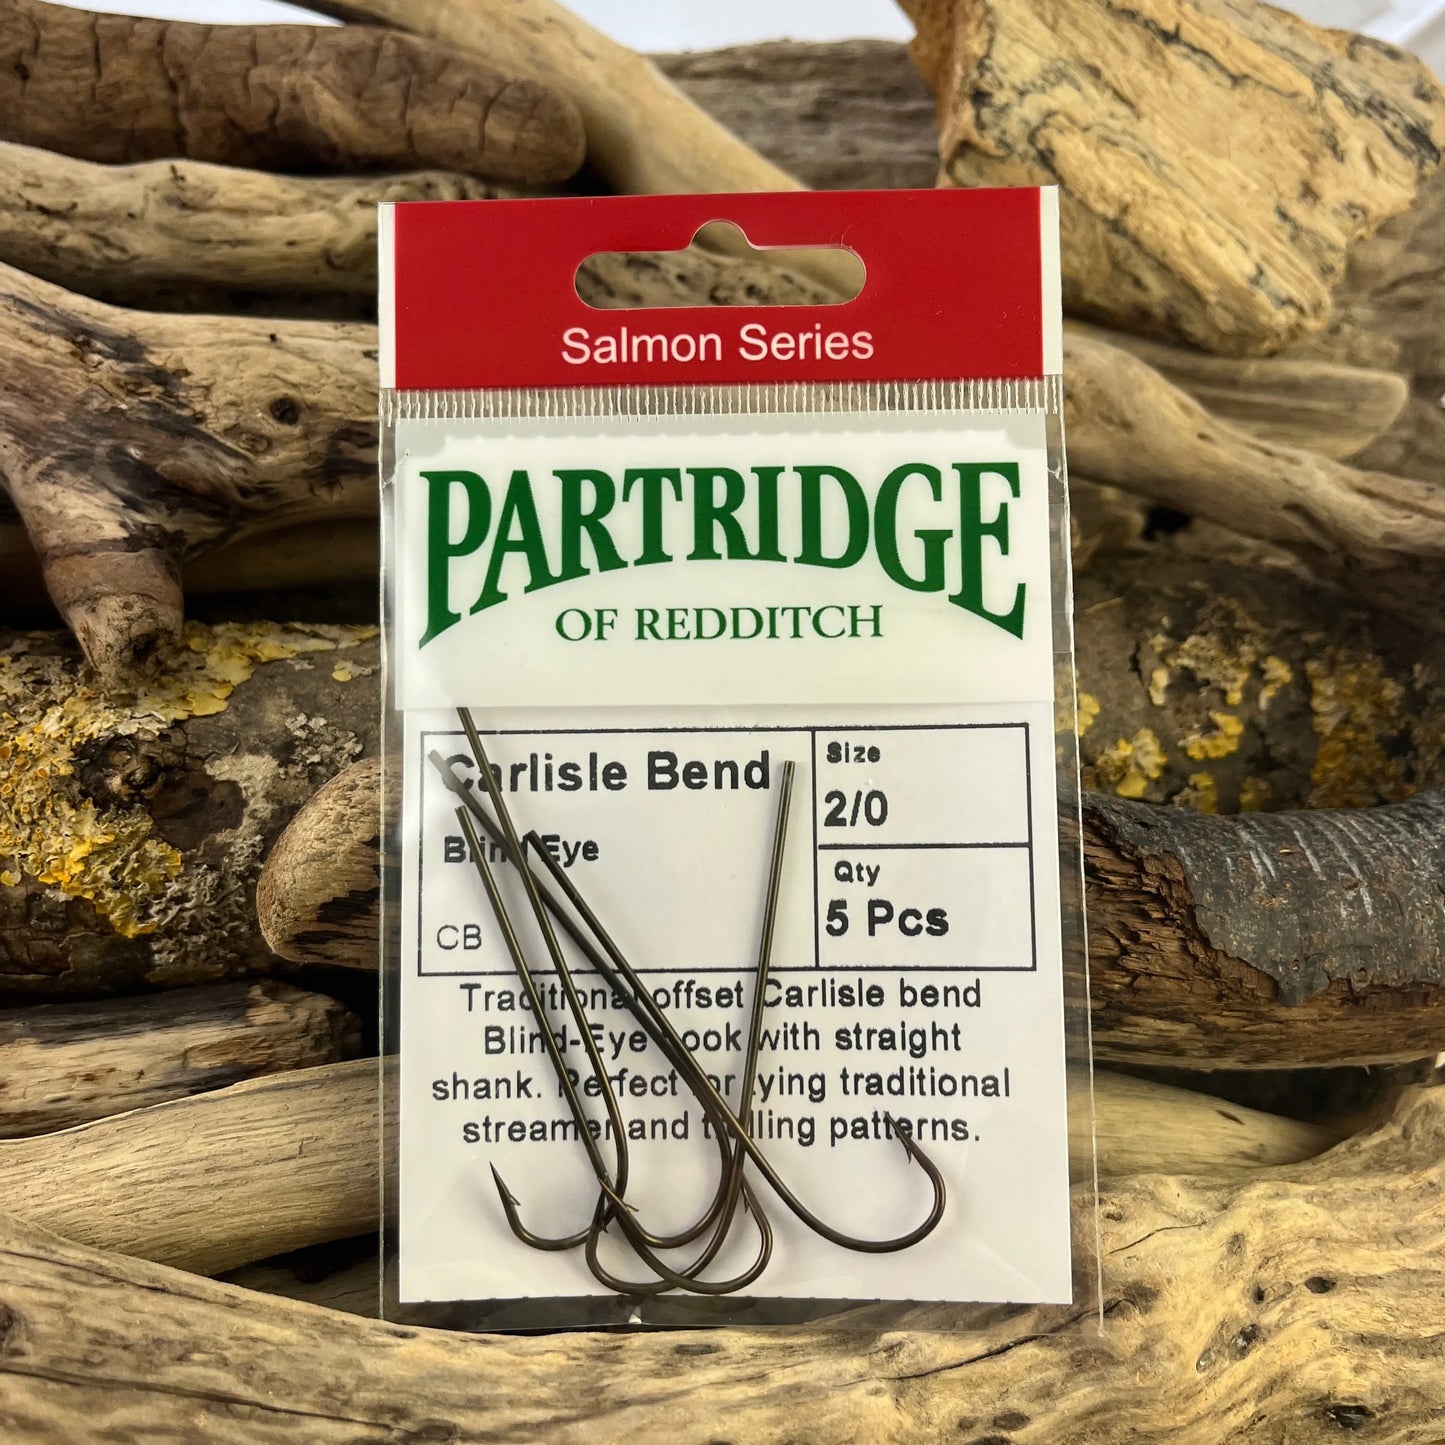 Salmon Series
PARTRIDGE
OF REDDITCH
Carlisle Bend
Blind Eye
CB
Size
2/0
Qty
5 Pcs
Traditional offset Carlisle bend
Blind-Eye hook with straight
shank. Perfect for tying traditional
streamer and trolling patterns.